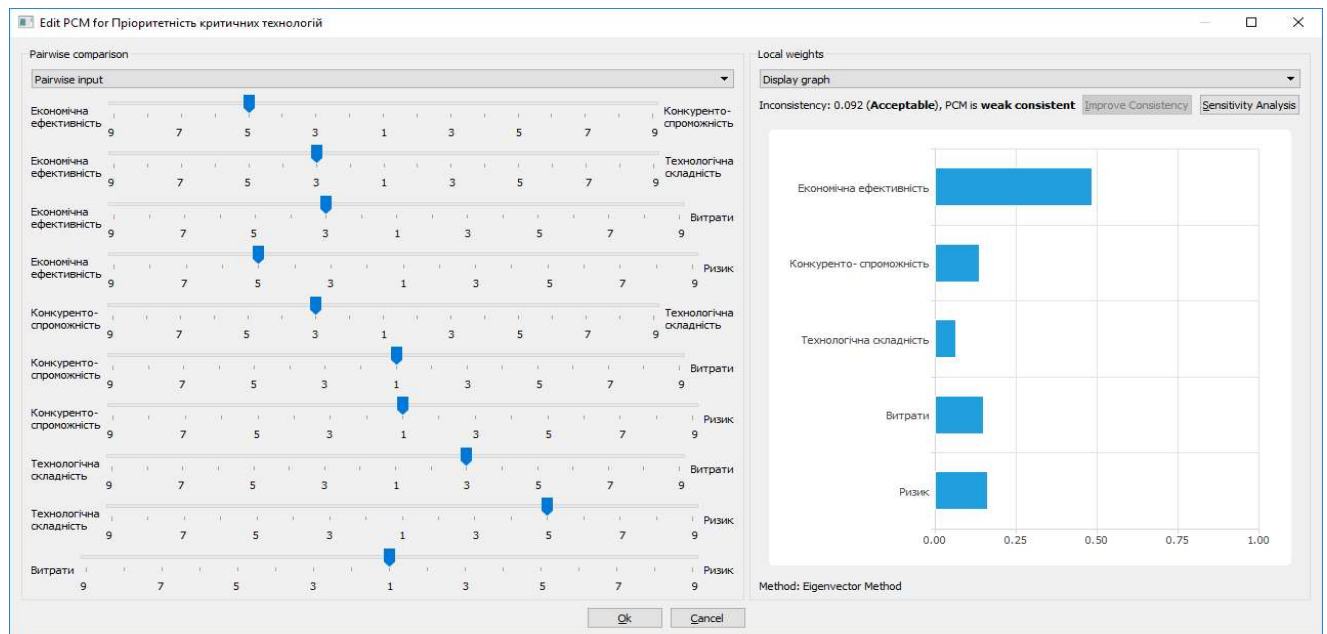 Edit PCM for Пріоритетність критичних технологій
Pairwise comparison
Pairwise input
Економічна
ефективність
Конкуренто-
спроможність
9 7 5 3 1 3 5 7 9
Економічна
ефективність
Технологічна
складність
9 7 5 3 1 3 5 7 9
Економічна
ефективність
Витрати
9 7 5 3 1 3 5 7 9
Економічна
ефективність
Ризик
9 7 5 3 1 3 5 7 9
Конкуренто-
спроможність
Технологічна
складність
9 7 5 3 1 3 5 7 9
Конкуренто-
спроможність
Витрати
9 7 5 3 1 3 5 7 9
Конкуренто-
спроможність
Ризик
9 7 5 3 1 3 5 7 9
Технологічна
складність
Витрати
9 7 5 3 1 3 5 7 9
Технологічна
складність
Ризик
9 7 5 3 1 3 5 7 9
Витрати
Ризик
9 7 5 3 1 3 5 7 9
Local weights
Display graph
Inconsistency: 0.092 (Acceptable), PCM is weak consistent Improve Consistency Sensitivity Analysis
Економічна ефективність
Конкуренто- спроможність
Технологічна складність
Витрати
Ризик
0.00 0.25 0.50 0.75 1.00
Method: Eigenvector Method
Ok Cancel